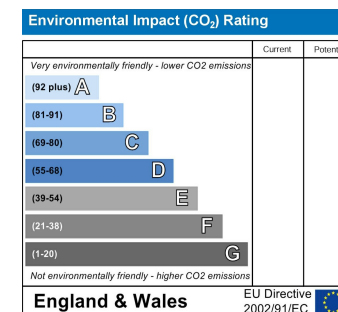 Environmental Impact (CO₂) Rating
Current Potent
Very environmentally friendly - lower CO2 emissions
(92 plus) A
(81-91) B
(69-80) C
(55-68) D
(39-54) E
(21-38) F
(1-20) G
Not environmentally friendly - higher CO2 emissions
England & Wales
EU Directive
2002/91/EC